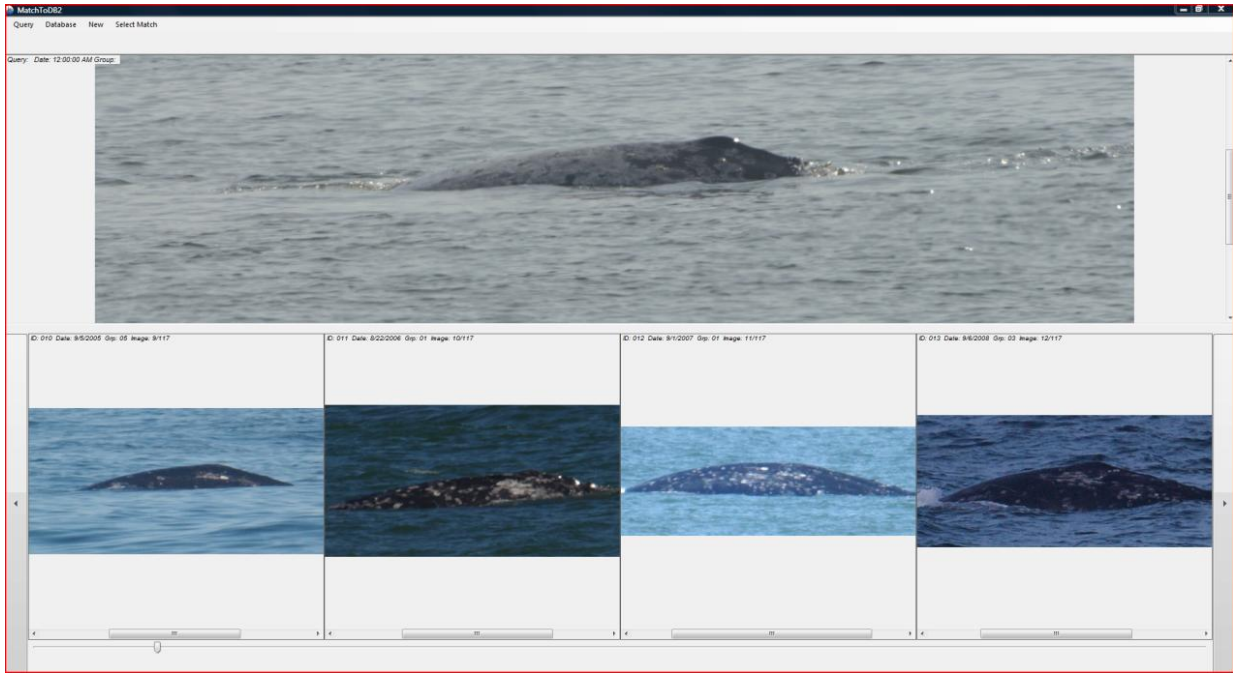 MatchToDB2
Query Database New Select Match
Query: Date: 12:00:00 AM Group:
ID: 010 Date: 9/5/2005 Grp: 05 Image: 9/117
ID: 011 Date: 8/22/2006 Grp: 01 Image: 10/117
ID: 012 Date: 9/1/2007 Grp: 01 Image: 11/117
ID: 013 Date: 9/6/2008 Grp: 03 Image: 12/117